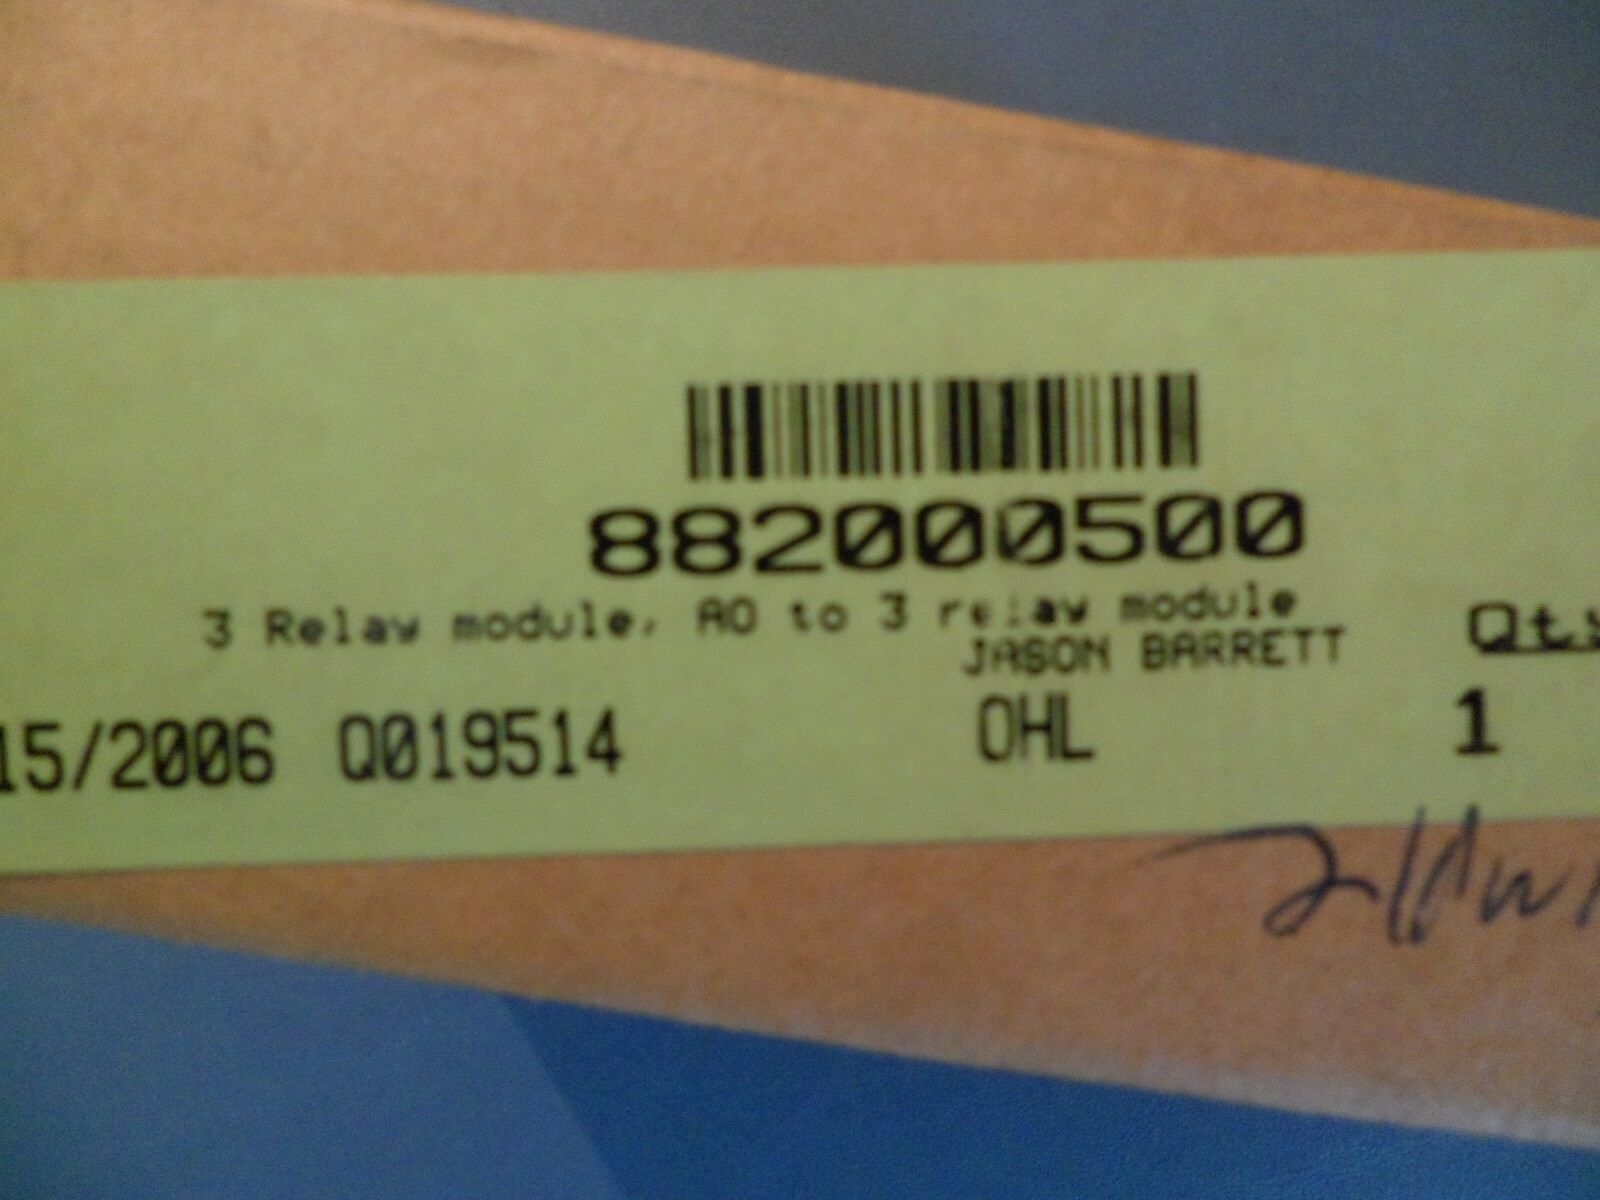 882000500
3 Relay module, AO to 3 relay module
JASON BARRETT
Qty
15/2006 Q019514 OHL 1